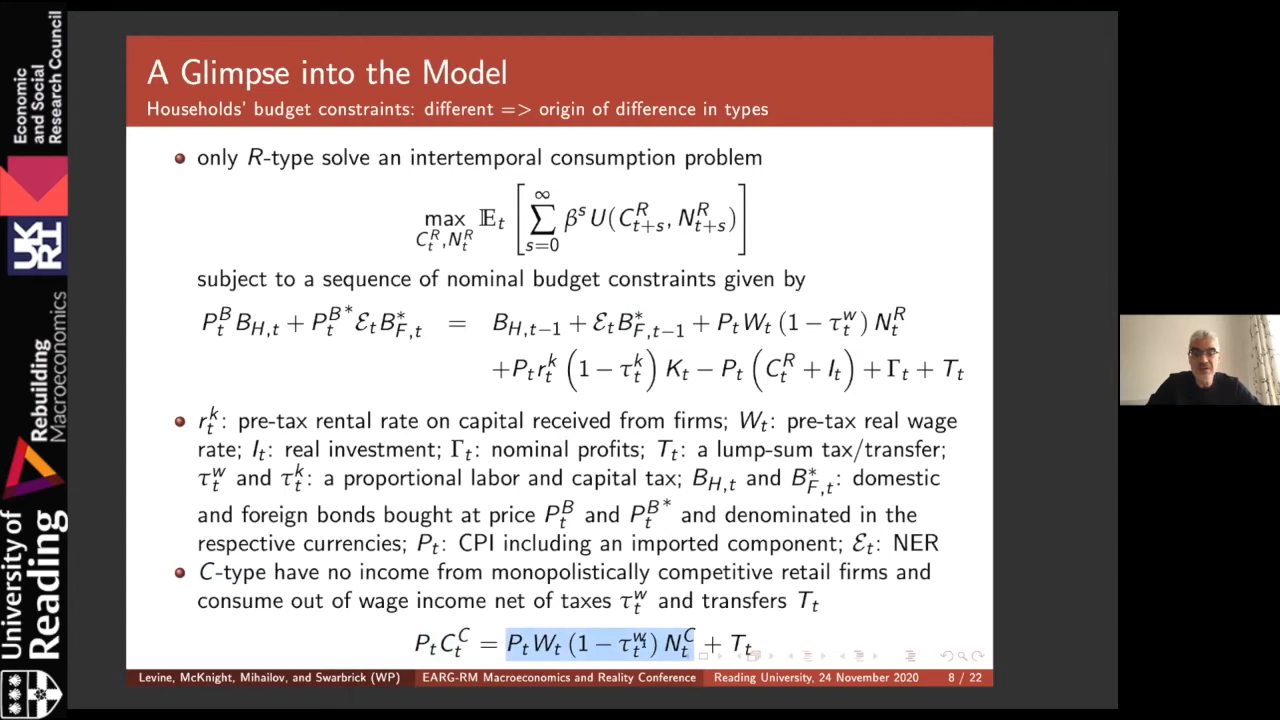 Economic
and Social
Research Council
UKRI
Rebuilding
Macroeconomics
University of
Reading
A Glimpse into the Model
Households' budget constraints: different => origin of difference in types
only R-type solve an intertemporal consumption problem
max_{C_t^R, N_t^R} 𝔼_t [ ∑_{s=0}^{∞} β^s U(C_{t+s}^R, N_{t+s}^R) ]
subject to a sequence of nominal budget constraints given by
P_t^B B_{H,t} + P_t^{B*} ℰ_t B_{F,t}^* = B_{H,t−1} + ℰ_t B_{F,t−1}^* + P_t W_t (1 − τ_t^w) N_t^R
+P_t r_t^k (1 − τ_t^k) K_t − P_t (C_t^R + I_t) + Γ_t + T_t
r_t^k: pre-tax rental rate on capital received from firms; W_t: pre-tax real wage
rate; I_t: real investment; Γ_t: nominal profits; T_t: a lump-sum tax/transfer;
τ_t^w and τ_t^k: a proportional labor and capital tax; B_{H,t} and B_{F,t}^*: domestic
and foreign bonds bought at price P_t^B and P_t^{B*} and denominated in the
respective currencies; P_t: CPI including an imported component; ℰ_t: NER
C-type have no income from monopolistically competitive retail firms and
consume out of wage income net of taxes τ_t^w and transfers T_t
P_t C_t^C = P_t W_t (1 − τ_t^w) N_t^C + T_t
Levine, McKnight, Mihailov, and Swarbrick (WP) EARG-RM Macroeconomics and Reality Conference Reading University, 24 November 2020 8 / 22